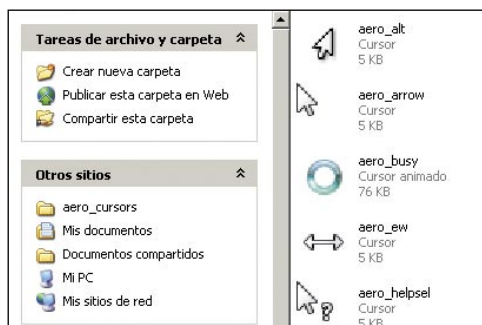 Tareas de archivo y carpeta
Crear nueva carpeta
Publicar esta carpeta en Web
Compartir esta carpeta
Otros sitios
aero_cursors
Mis documentos
Documentos compartidos
Mi PC
Mis sitios de red
aero_alt
Cursor
5 KB
aero_arrow
Cursor
5 KB
aero_busy
Cursor animado
76 KB
aero_ew
Cursor
5 KB
aero_helpsel
Cursor
5 KB